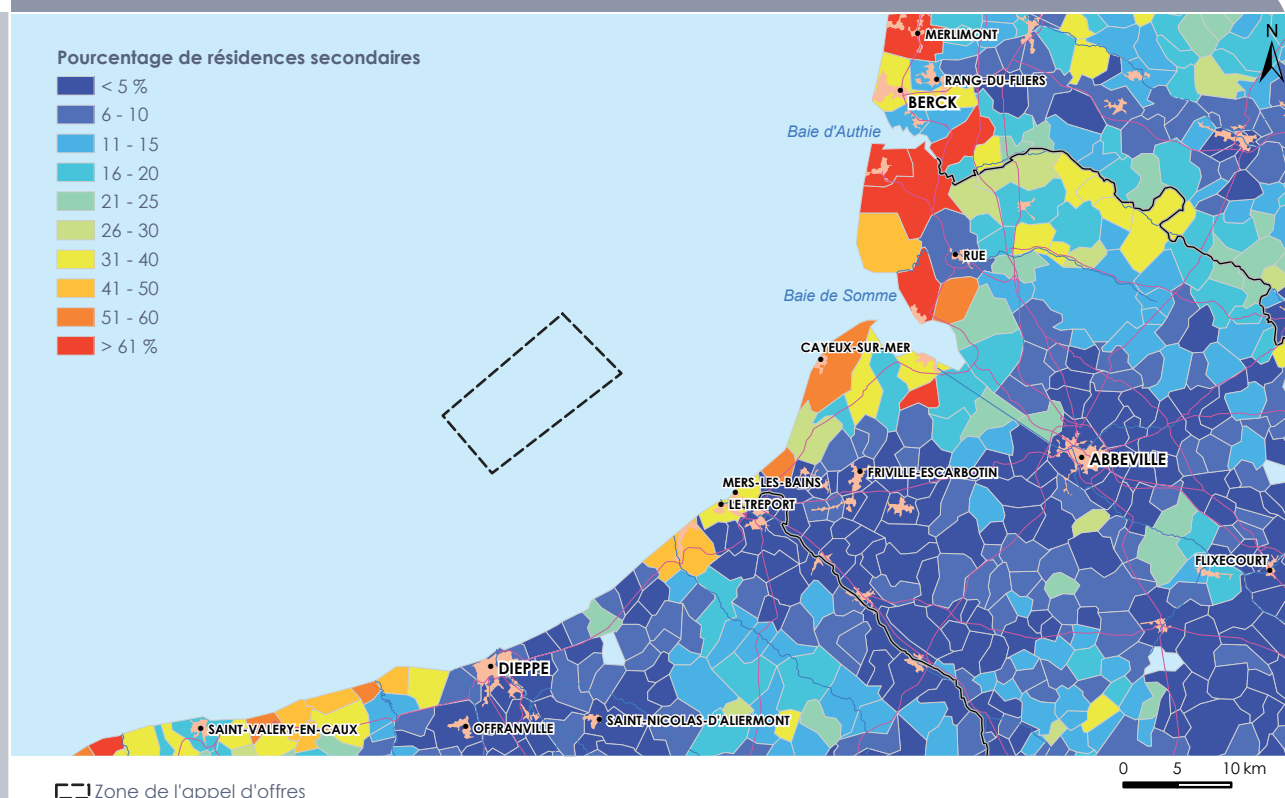 N
Pourcentage de résidences secondaires
< 5 %
6 - 10
11 - 15
16 - 20
21 - 25
26 - 30
31 - 40
41 - 50
51 - 60
> 61 %
MERLIMONT
RANG-DU-FLIERS
BERCK
Baie d'Authie
RUE
Baie de Somme
CAYEUX-SUR-MER
ABBEVILLE
FRIVILLE-ESCARBOTIN
MERS-LES-BAINS
LE-TREPORT
FLIXECOURT
DIEPPE
SAINT-NICOLAS-D'ALIERMONT
OFFRANVILLE
SAINT-VALERY-EN-CAUX
0 5 10 km
Zone de l'appel d'offres